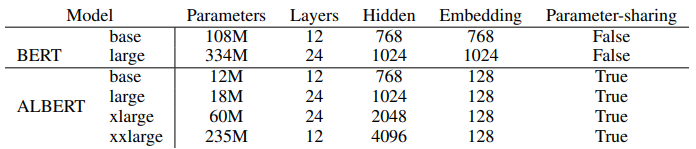 Model Parameters Layers Hidden Embedding Parameter-sharing
base 108M 12 768 768 False
BERT large 334M 24 1024 1024 False
base 12M 12 768 128 True
ALBERT large 18M 24 1024 128 True
xlarge 60M 24 2048 128 True
xxlarge 235M 12 4096 128 True